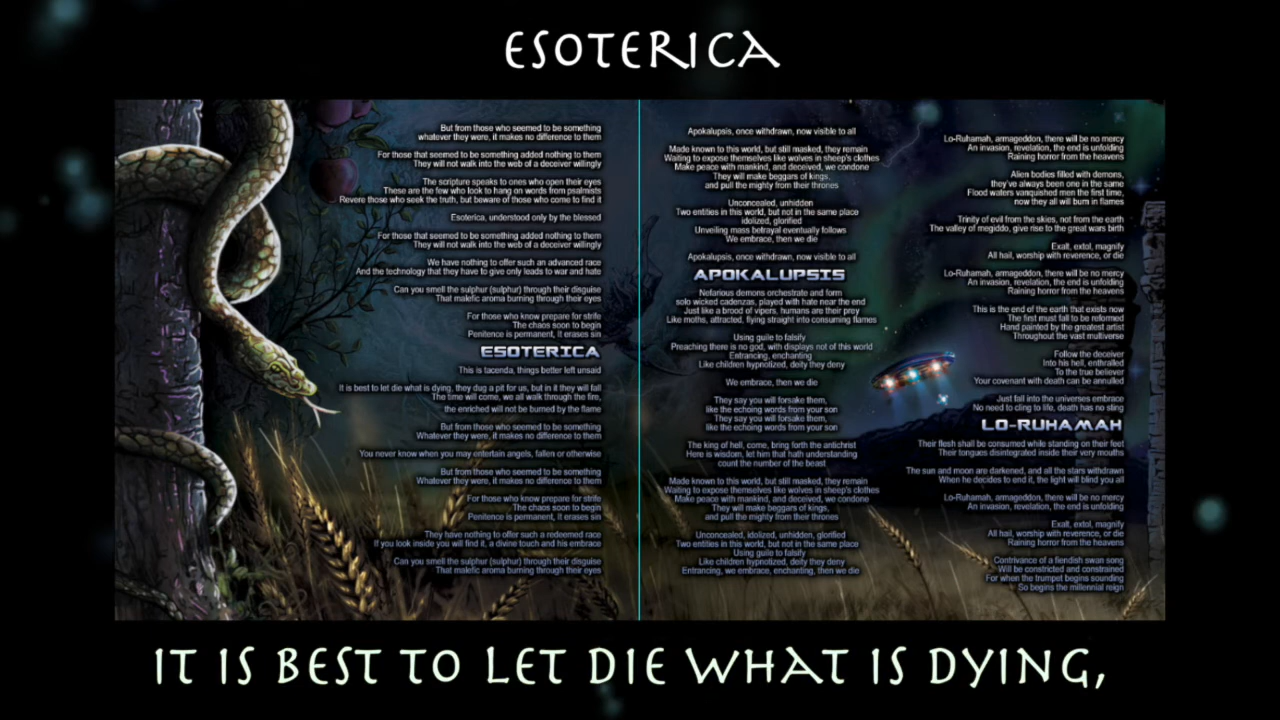 ESOTERICA
But from those who seemed to be something
whatever they were, it makes no difference to them
For those that seemed to be something added nothing to them
They will not walk into the web of a deceiver willingly
The scripture speaks to ones who open their eyes
These are the few who look to hang on words from psalmists
Revere those who seek the truth, but beware of those who come to find it
Esoterica, understood only by the blessed
For those that seemed to be something added nothing to them
They will not walk into the web of a deceiver willingly
We have nothing to offer such an advanced race
And the technology that they have to give only leads to war and hate
Can you smell the sulphur (sulphur) through their disguise
That malefic aroma burning through their eyes
For those who know prepare for strife
The chaos soon to begin
Penitence is permanent, it erases sin
ESOTERICA
This is tacenda, things better left unsaid
It is best to let die what is dying, they dug a pit for us, but in it they will fall
The time will come, we all walk through the fire,
the enriched will not be burned by the flame
But from those who seemed to be something
Whatever they were, it makes no difference to them
You never know when you may entertain angels, fallen or otherwise
But from those who seemed to be something
Whatever they were, it makes no difference to them
For those who know prepare for strife
The chaos soon to begin
Penitence is permanent, it erases sin
They have nothing to offer such a redeemed race
If you look inside you will find it, a divine touch and his embrace
Can you smell the sulphur (sulphur) through their disguise
That malefic aroma burning through their eyes
Apokalupsis, once withdrawn, now visible to all
Made known to this world, but still masked, they remain
Waiting to expose themselves like wolves in sheep's clothes
Make peace with mankind, and deceived, we condone
They will make beggars of kings,
and pull the mighty from their thrones
Unconcealed, unhidden
Two entities in this world, but not in the same place
idolized, glorified
Unveiling mass betrayal eventually follows
We embrace, then we die
Apokalupsis, once withdrawn, now visible to all
APOKALUPSIS
Nefarious demons orchestrate and form
solo wicked cadenzas, played with hate near the end
Just like a brood of vipers, humans are their prey
Like moths, attracted, flying straight into consuming flames
Using guile to falsify
Preaching there is no god, with displays not of this world
Entrancing, enchanting
Like children hypnotized, deity they deny
We embrace, then we die
They say you will forsake them,
like the echoing words from your son
They say you will forsake them,
like the echoing words from your son
The king of hell, come, bring forth the antichrist
Here is wisdom, let him that hath understanding
count the number of the beast
Made known to this world, but still masked, they remain
Waiting to expose themselves like wolves in sheep's clothes
Make peace with mankind, and deceived, we condone
They will make beggars of kings,
and pull the mighty from their thrones
Unconcealed, idolized, unhidden, glorified
Two entities in this world, but not in the same place
Using guile to falsify
Like children hypnotized, deity they deny
Entrancing, we embrace, enchanting, then we die
Lo-Ruhamah, armageddon, there will be no mercy
An invasion, revelation, the end is unfolding
Raining horror from the heavens
Alien bodies filled with demons,
they've always been one in the same
Flood waters vanquished men the first time,
now they all will burn in flames
Trinity of evil from the skies, not from the earth
The valley of megiddo, give rise to the great wars birth
Exalt, extol, magnify
All hail, worship with reverence, or die
Lo-Ruhamah, armageddon, there will be no mercy
An invasion, revelation, the end is unfolding
Raining horror from the heavens
This is the end of the earth that exists now
The first must fall to be reformed
Hand painted by the greatest artist
Throughout the vast multiverse
Follow the deceiver
Into his hell, enthralled
To the true believer
Your covenant with death can be annulled
Just fall into the universes embrace
No need to cling to life, death has no sting
LO-RUHAMAH
Their flesh shall be consumed while standing on their feet
Their tongues disintegrated inside their very mouths
The sun and moon are darkened, and all the stars withdrawn
When he decides to end it, the light will blind you all
Lo-Ruhamah, armageddon, there will be no mercy
An invasion, revelation, the end is unfolding
Exalt, extol, magnify
All hail, worship with reverence, or die
Raining horror from the heavens
Contrivance of a fiendish swan song
Will be constricted and constrained
For when the trumpet begins sounding
So begins the millennial reign
IT IS BEST TO LET DIE WHAT IS DYING,